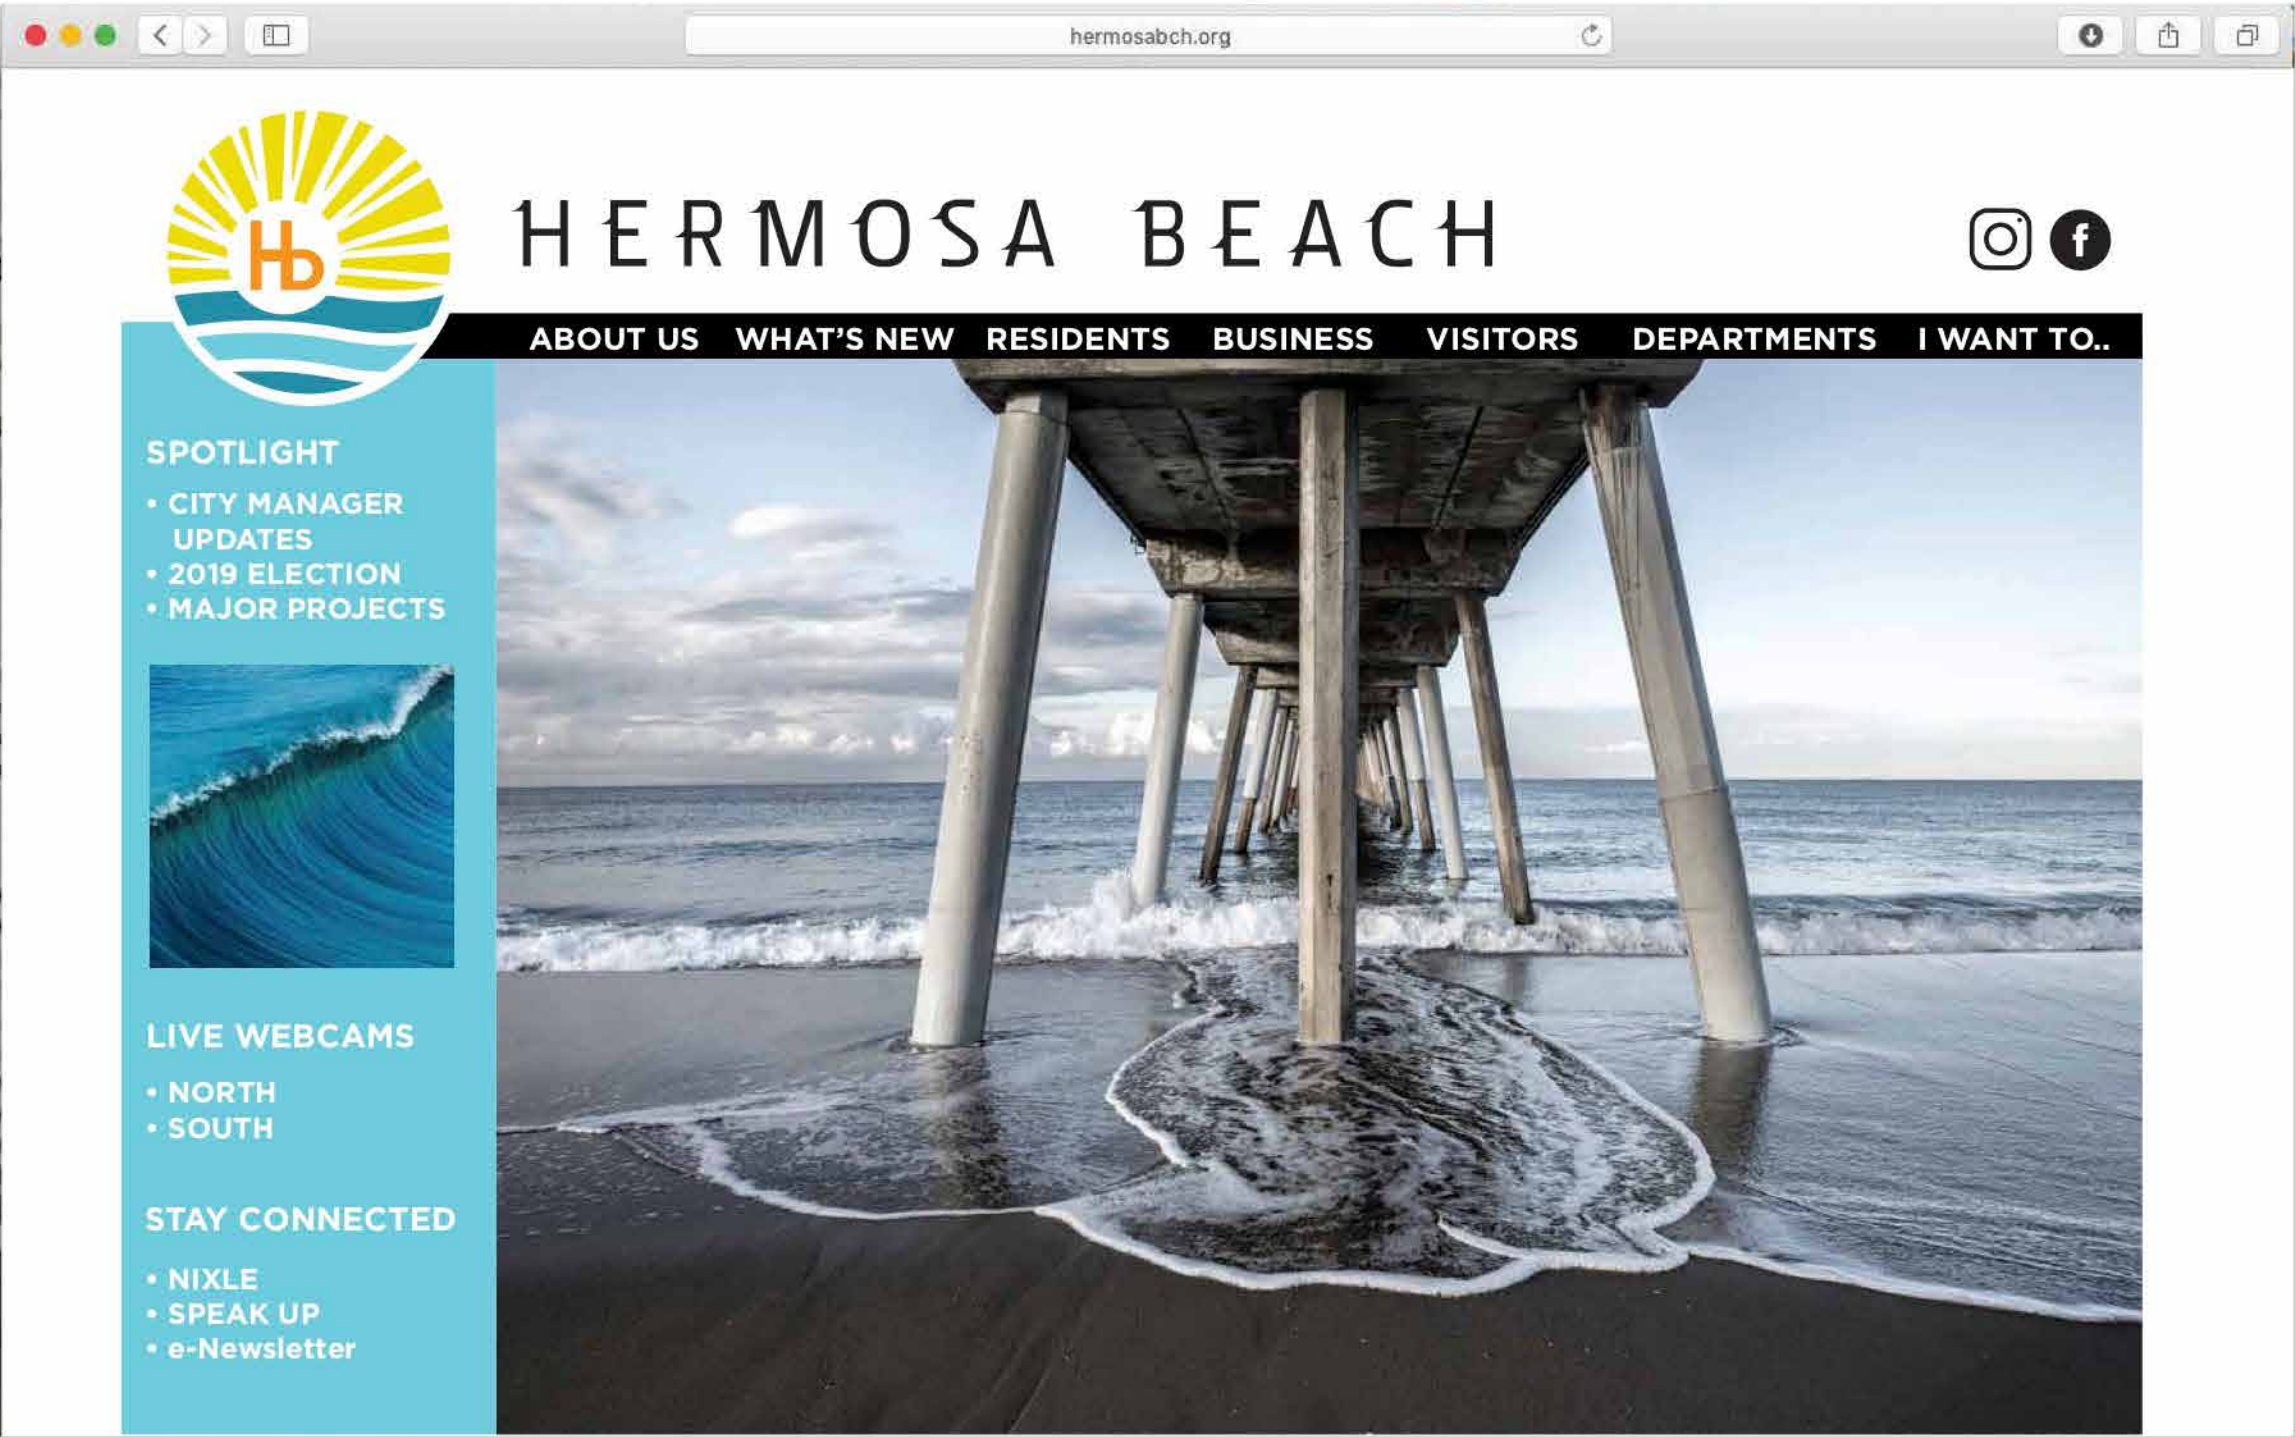 hermosabch.org
Hb
HERMOSA BEACH
f
ABOUT US WHAT'S NEW RESIDENTS BUSINESS VISITORS DEPARTMENTS I WANT TO..
SPOTLIGHT
• CITY MANAGER
UPDATES
• 2019 ELECTION
• MAJOR PROJECTS
LIVE WEBCAMS
• NORTH
• SOUTH
STAY CONNECTED
• NIXLE
• SPEAK UP
• e-Newsletter